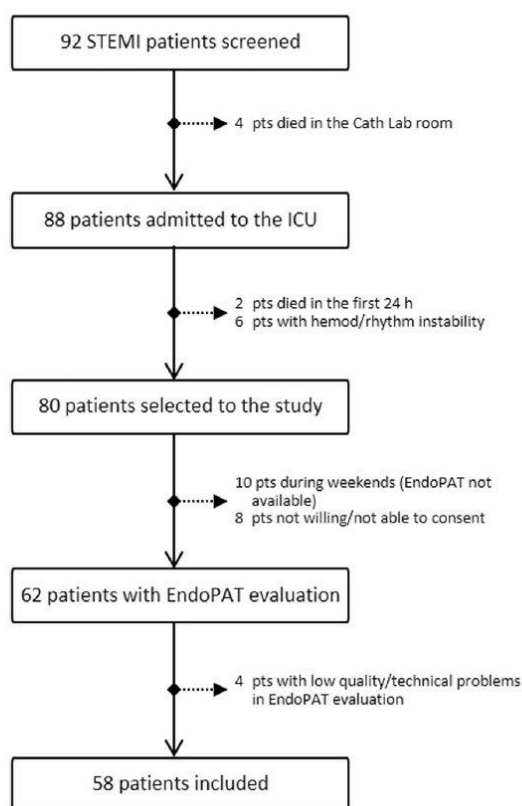 92 STEMI patients screened
4 pts died in the Cath Lab room
88 patients admitted to the ICU
2 pts died in the first 24 h
6 pts with hemod/rhythm instability
80 patients selected to the study
10 pts during weekends (EndoPAT not
available)
8 pts not willing/not able to consent
62 patients with EndoPAT evaluation
4 pts with low quality/technical problems
in EndoPAT evaluation
58 patients included